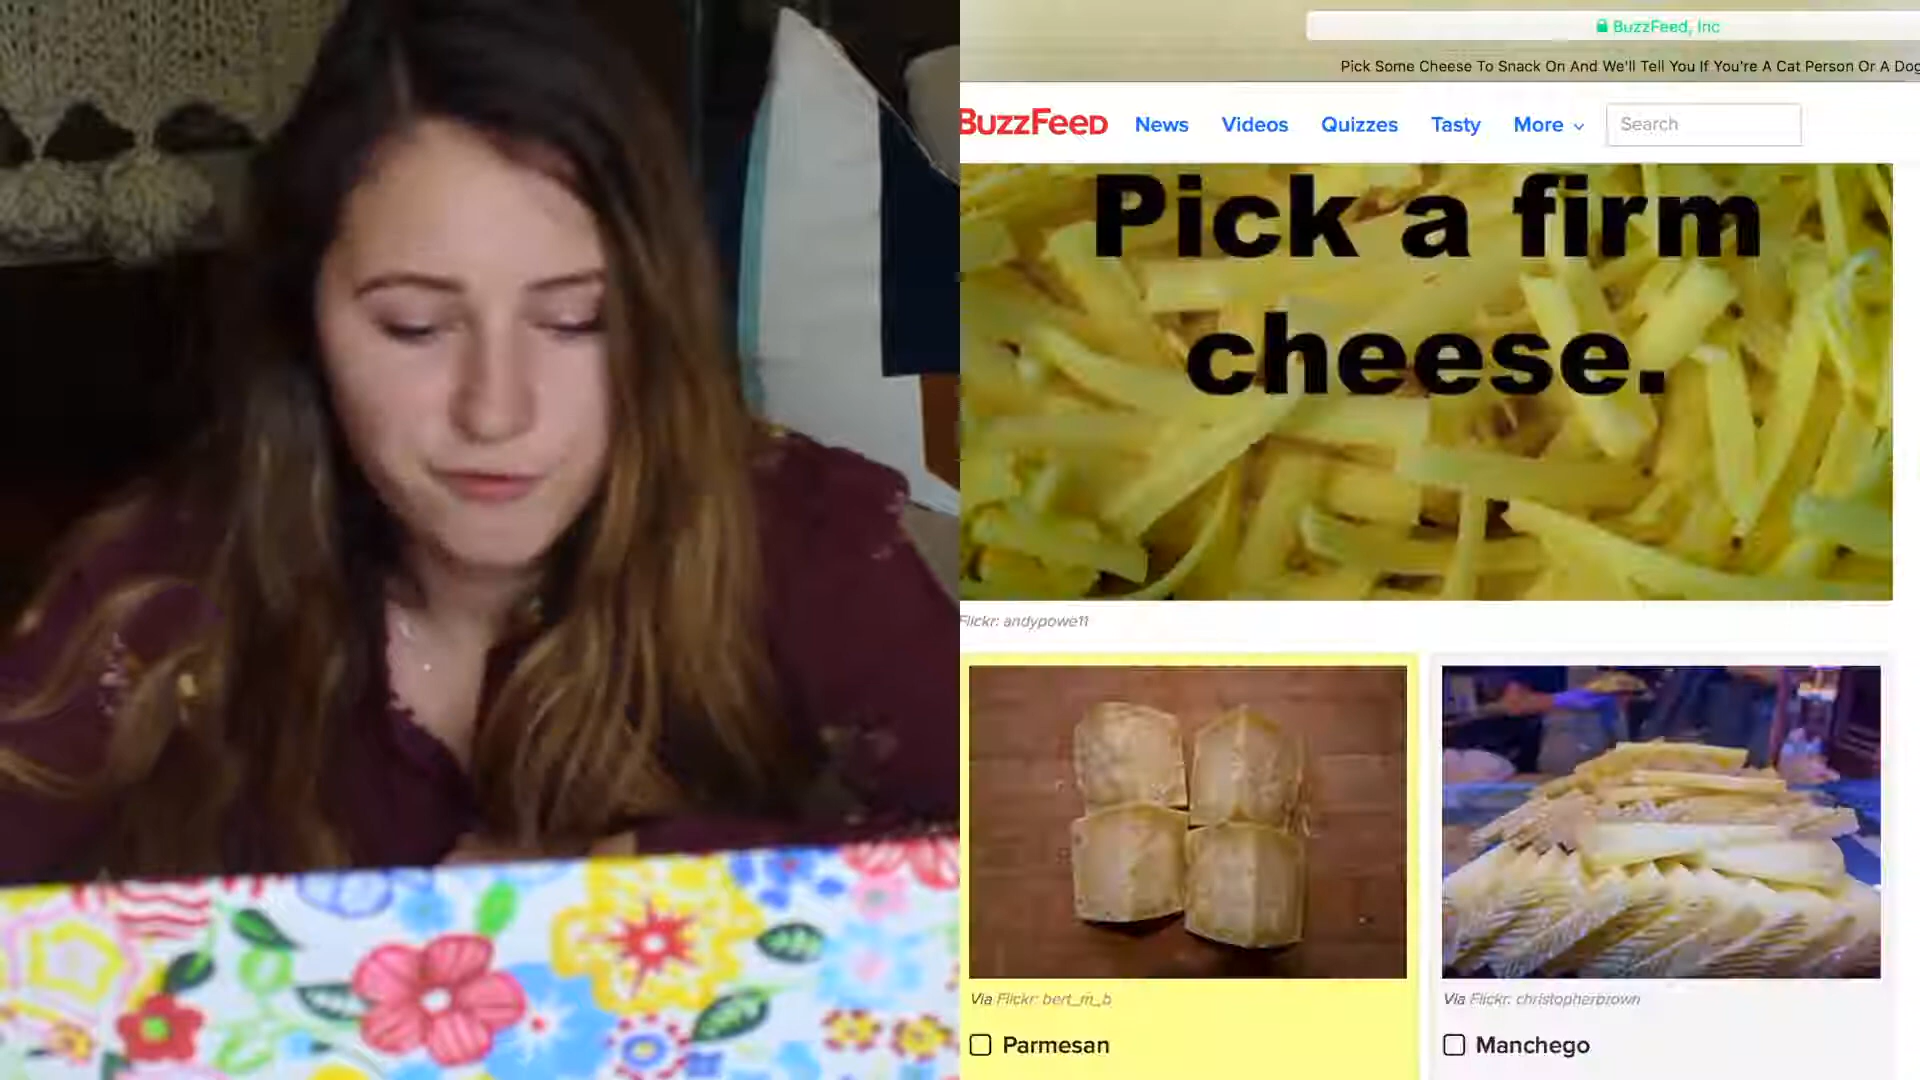 BuzzFeed, Inc
Pick Some Cheese To Snack On And We'll Tell You If You're A Cat Person Or A Dog
BuzzFeed News Videos Quizzes Tasty More Search
Pick a firm
cheese.
Flickr: andypowe11
Via Flickr: bert_m_b
Via Flickr: christopherbrown
Parmesan
Manchego